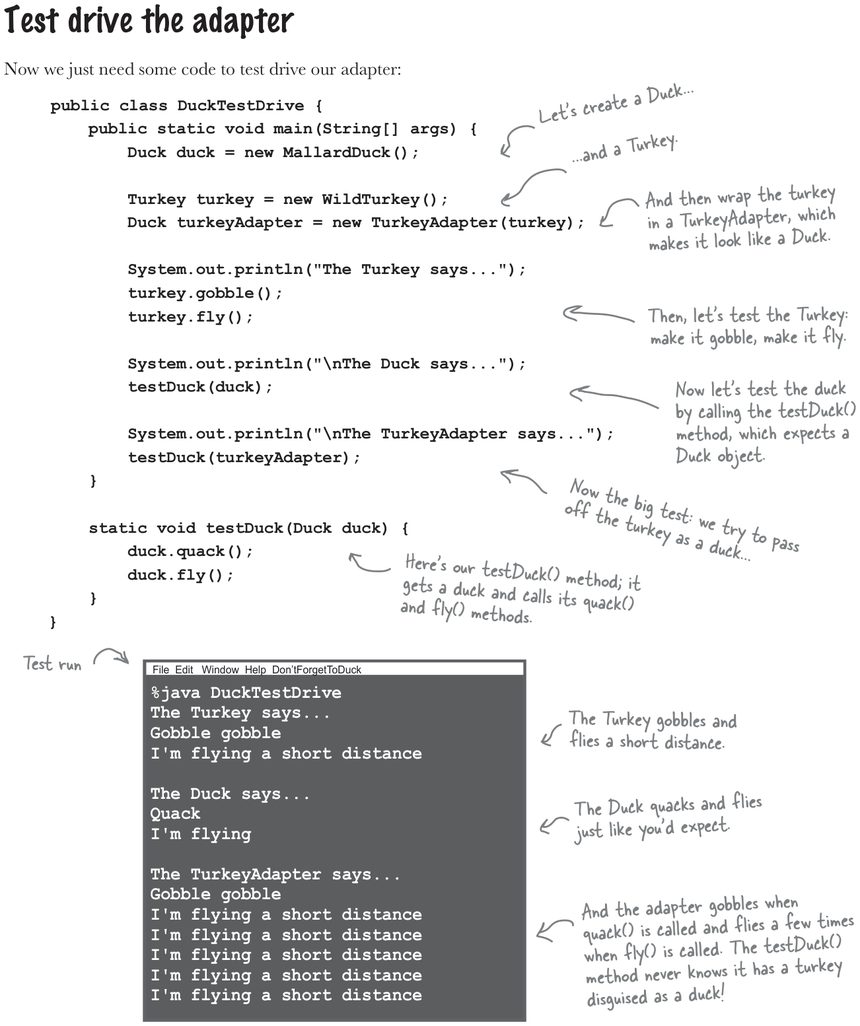 Test drive the adapter
Now we just need some code to test drive our adapter:
public class DuckTestDrive {
public static void main(String[] args) {
Duck duck = new MallardDuck();
Let's create a Duck...
Turkey turkey = new WildTurkey();
...and a Turkey.
Duck turkeyAdapter = new TurkeyAdapter(turkey);
And then wrap the turkey
in a TurkeyAdapter, which
makes it look like a Duck.
System.out.println("The Turkey says...");
turkey.gobble();
turkey.fly();
Then, let's test the Turkey:
make it gobble, make it fly.
System.out.println("\nThe Duck says...");
testDuck(duck);
Now let's test the duck
by calling the testDuck()
method, which expects a
Duck object.
System.out.println("\nThe TurkeyAdapter says...");
testDuck(turkeyAdapter);
}
Now the big test: we try to pass
off the turkey as a duck...
static void testDuck(Duck duck) {
duck.quack();
duck.fly();
}
}
Here's our testDuck() method; it
gets a duck and calls its quack()
and fly() methods.
Test run
File Edit Window Help Don'tForgetToDuck
%java DuckTestDrive
The Turkey says...
Gobble gobble
I'm flying a short distance
The Turkey gobbles and
flies a short distance.
The Duck says...
Quack
I'm flying
The Duck quacks and flies
just like you'd expect.
The TurkeyAdapter says...
Gobble gobble
I'm flying a short distance
I'm flying a short distance
I'm flying a short distance
I'm flying a short distance
I'm flying a short distance
And the adapter gobbles when
quack() is called and flies a few times
when fly() is called. The testDuck()
method never knows it has a turkey
disguised as a duck!